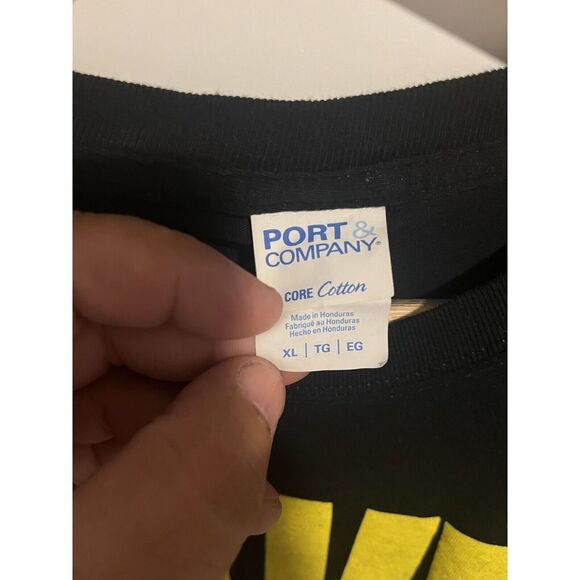 PORT &
COMPANY®
CORE Cotton
Made in Honduras
Fabriqué au Honduras
Hecho en Honduras
XL | TG | EG